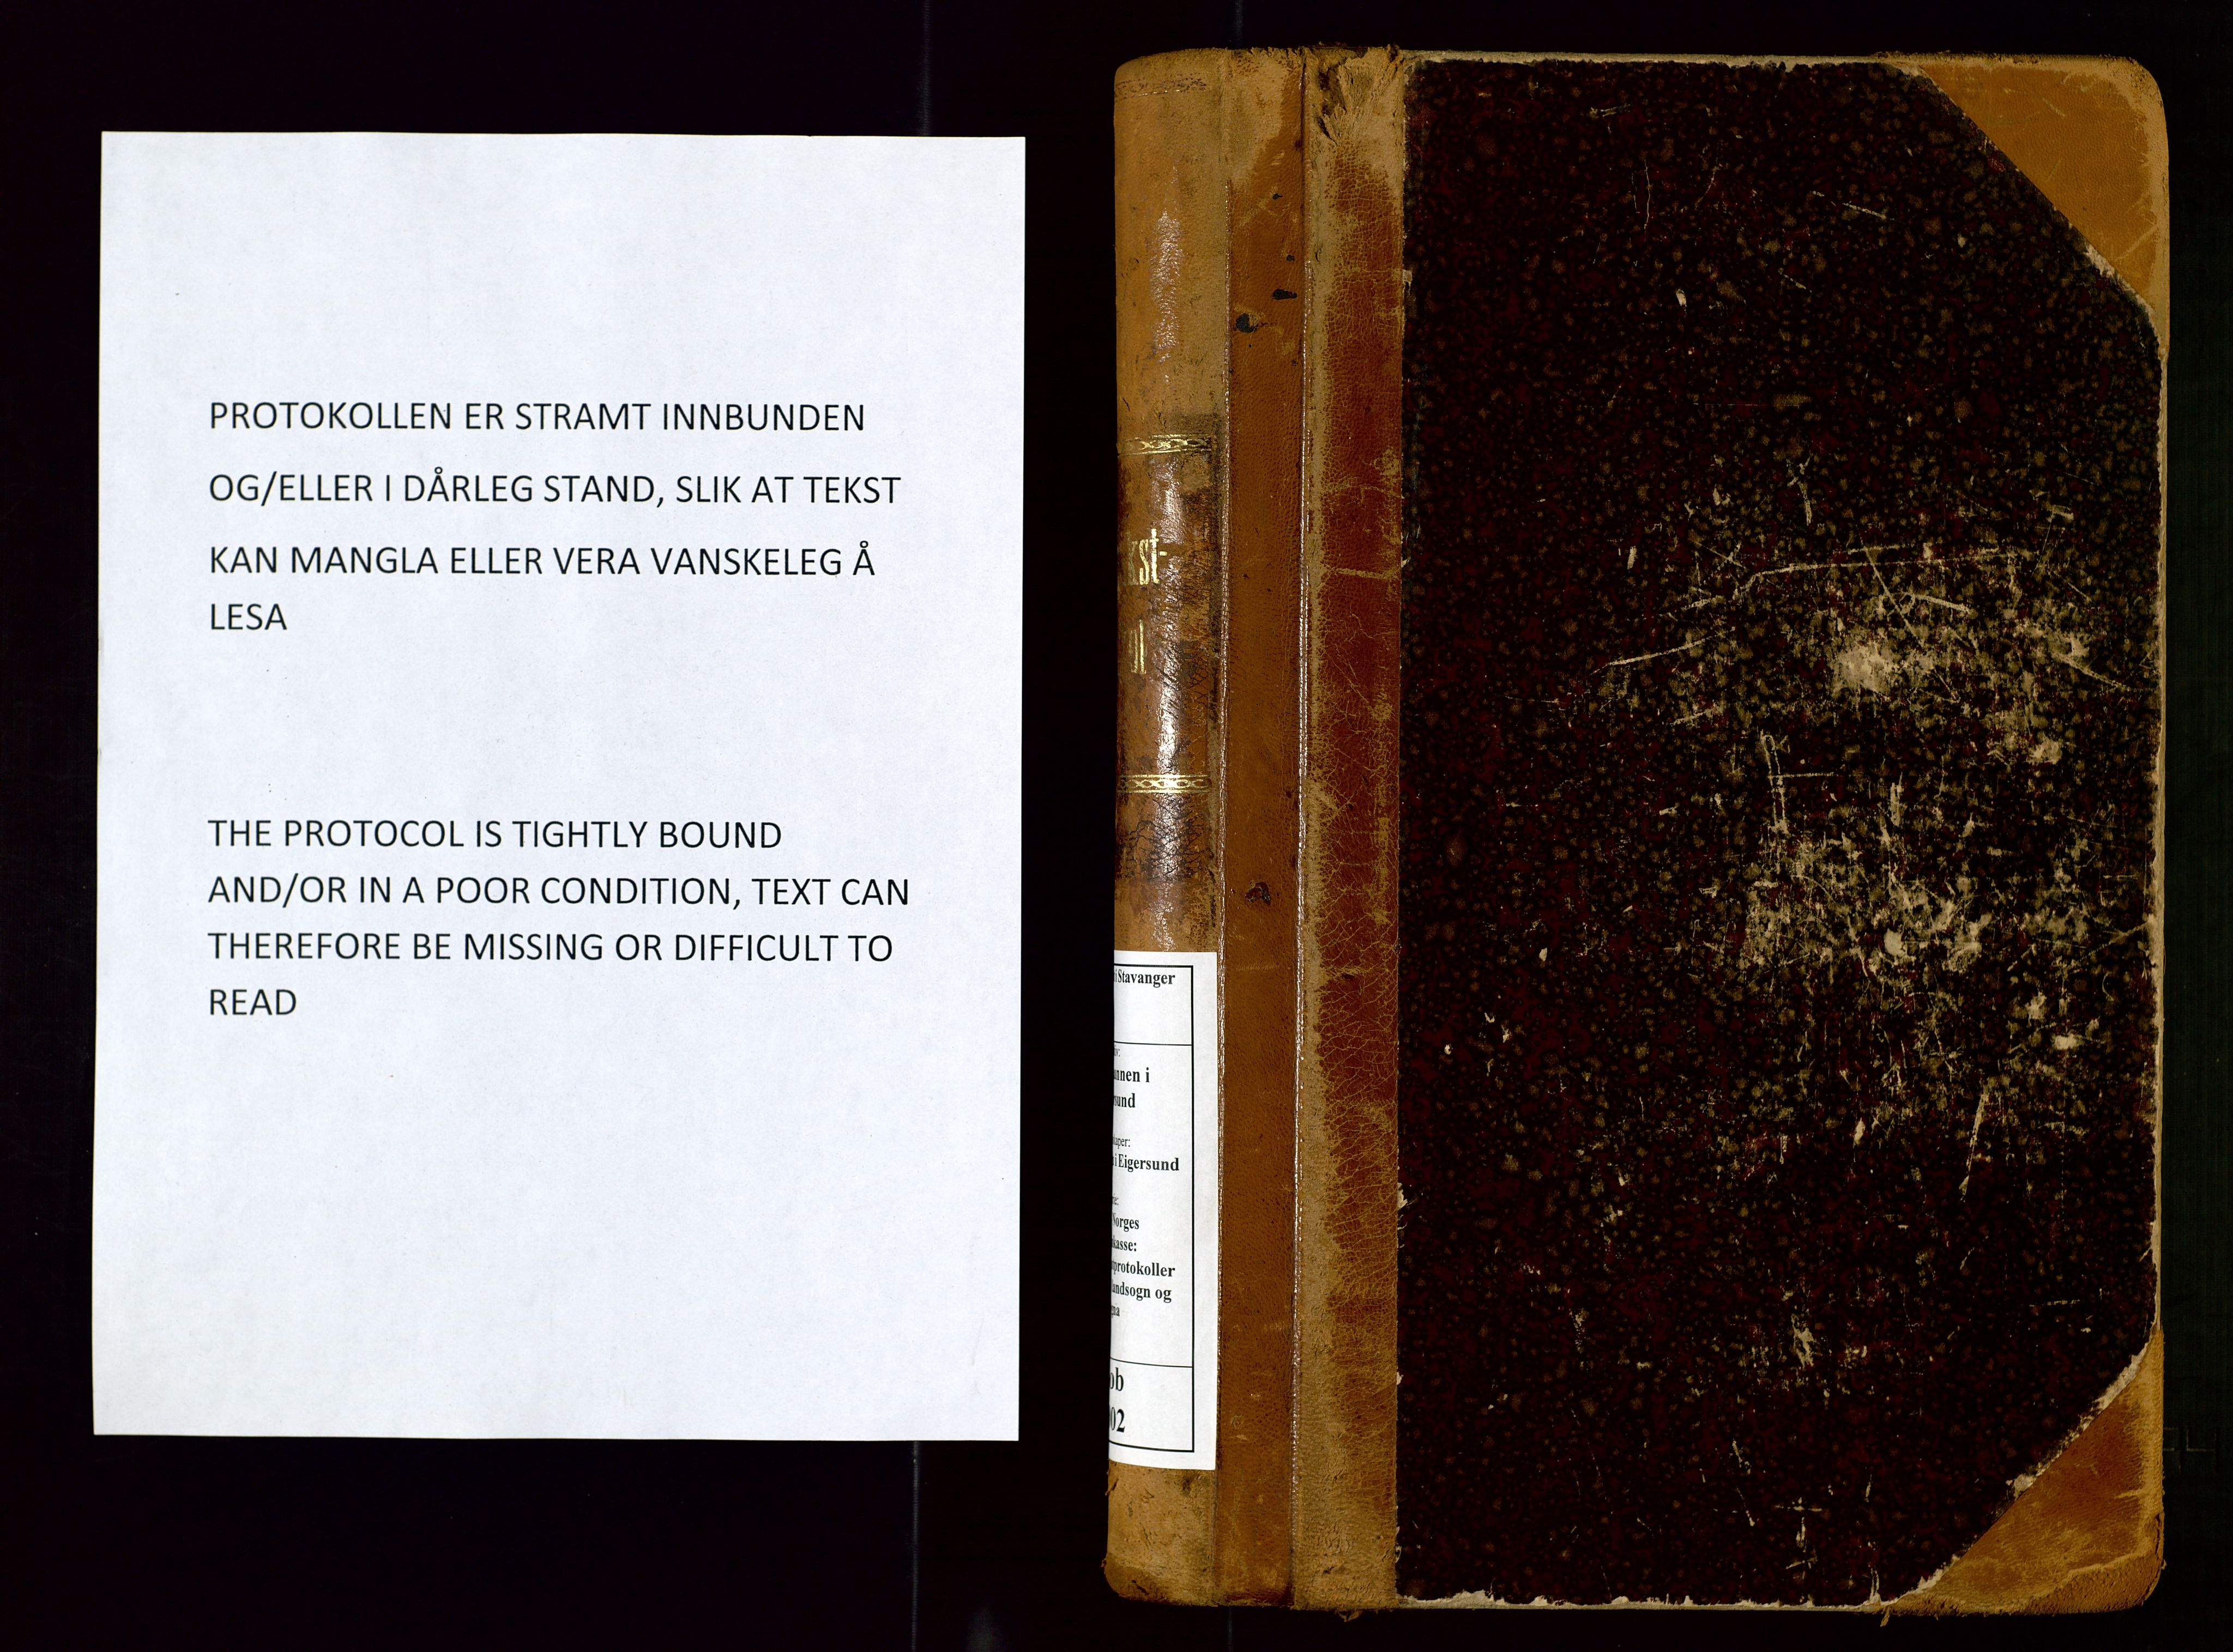 PROTOKOLLEN ER STRAMT INNBUNDEN
OG/ELLER I DÅRLEG STAND, SLIK AT TEKST
KAN MANGLA ELLER VERA VANSKELEG Å
LESA
THE PROTOCOL IS TIGHTLY BOUND
AND/OR IN A POOR CONDITION, TEXT CAN
THEREFORE BE MISSING OR DIFFICULT TO
READ
i Stavanger
i
i Eigersund
Norges
protokoller
og